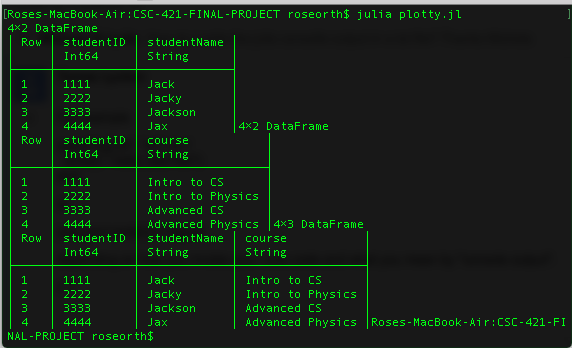 [Roses-MacBook-Air:CSC-421-FINAL-PROJECT roseorth$ julia plotty.jl ]
4×2 DataFrame
│ Row │ studentID │ studentName │
│ │ Int64 │ String │
│ 1 │ 1111 │ Jack │
│ 2 │ 2222 │ Jacky │
│ 3 │ 3333 │ Jackson │
│ 4 │ 4444 │ Jax │4×2 DataFrame
│ Row │ studentID │ course │
│ │ Int64 │ String │
│ 1 │ 1111 │ Intro to CS │
│ 2 │ 2222 │ Intro to Physics │
│ 3 │ 3333 │ Advanced CS │
│ 4 │ 4444 │ Advanced Physics │4×3 DataFrame
│ Row │ studentID │ studentName │ course │
│ │ Int64 │ String │ String │
│ 1 │ 1111 │ Jack │ Intro to CS │
│ 2 │ 2222 │ Jacky │ Intro to Physics │
│ 3 │ 3333 │ Jackson │ Advanced CS │
│ 4 │ 4444 │ Jax │ Advanced Physics │Roses-MacBook-Air:CSC-421-FI
NAL-PROJECT roseorth$